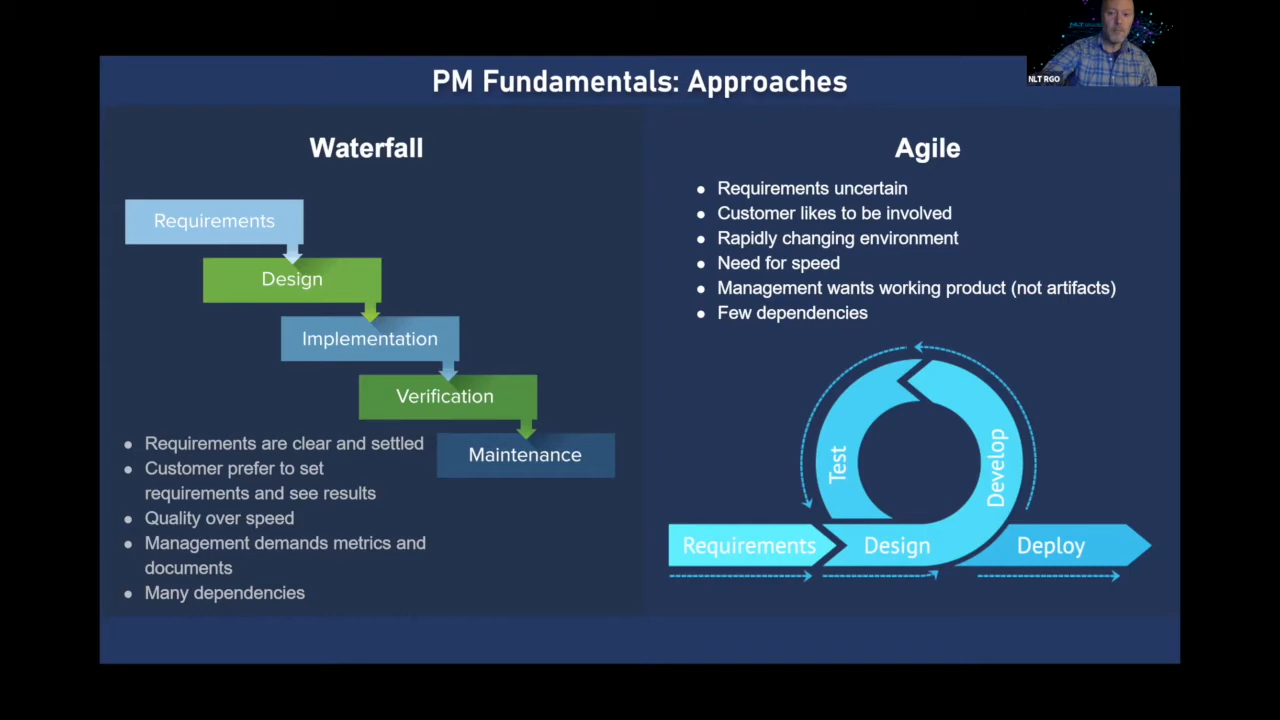 NLT RGO
PM Fundamentals: Approaches
Waterfall
Requirements
Design
Implementation
Verification
Maintenance
● Requirements are clear and settled
● Customer prefer to set
requirements and see results
● Quality over speed
● Management demands metrics and
documents
● Many dependencies
Agile
● Requirements uncertain
● Customer likes to be involved
● Rapidly changing environment
● Need for speed
● Management wants working product (not artifacts)
● Few dependencies
Test
Develop
Requirements
Design
Deploy